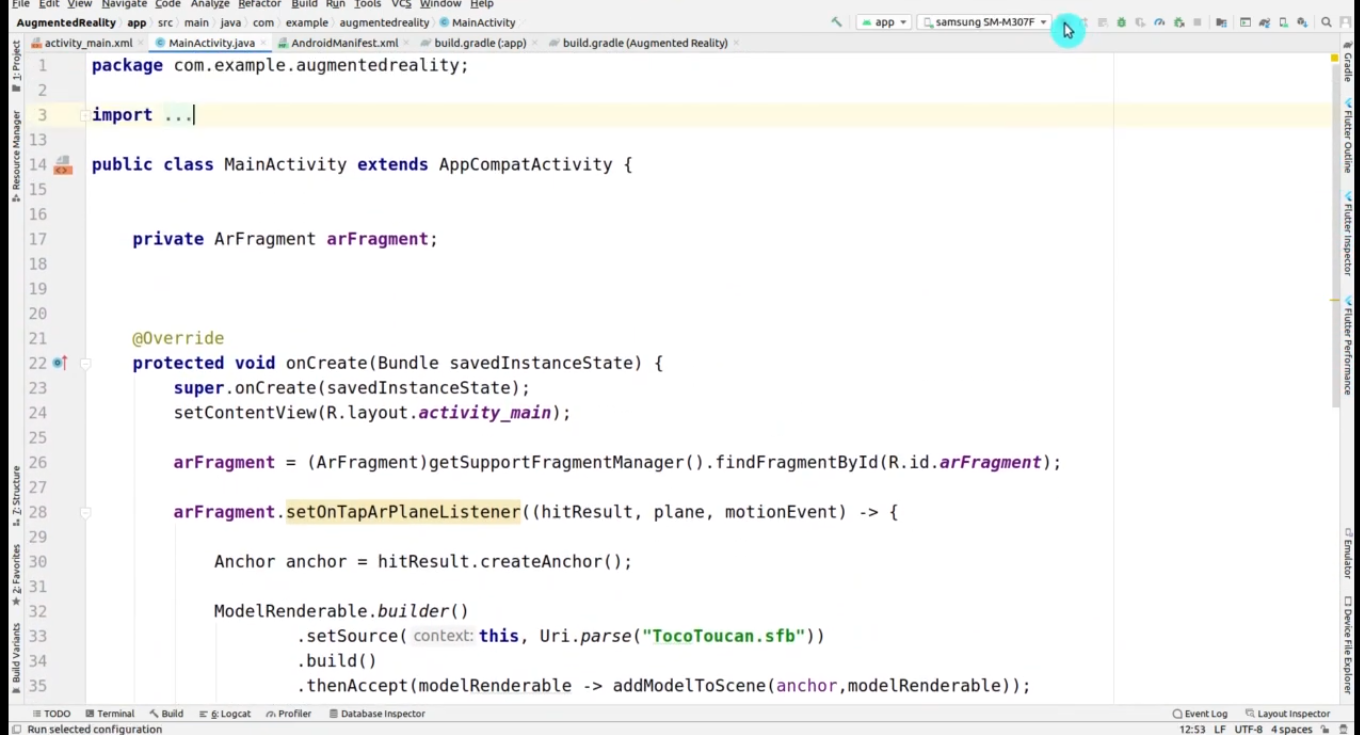 File Edit View Navigate Code Analyze Refactor Build Run Tools VCS Window Help
AugmentedReality app src main java com example augmentedreality MainActivity app samsung SM-M307F
activity_main.xml MainActivity.java AndroidManifest.xml build.gradle (:app) build.gradle (Augmented Reality)
1 package com.example.augmentedreality;
2
3 import ...
13
14 public class MainActivity extends AppCompatActivity {
15
16
17 private ArFragment arFragment;
18
19
20
21 @Override
22 protected void onCreate(Bundle savedInstanceState) {
23 super.onCreate(savedInstanceState);
24 setContentView(R.layout.activity_main);
25
26 arFragment = (ArFragment)getSupportFragmentManager().findFragmentById(R.id.arFragment);
27
28 arFragment.setOnTapArPlaneListener((hitResult, plane, motionEvent) -> {
29
30 Anchor anchor = hitResult.createAnchor();
31
32 ModelRenderable.builder()
33 .setSource( context: this, Uri.parse("TocoToucan.sfb"))
34 .build()
35 .thenAccept(modelRenderable -> addModelToScene(anchor,modelRenderable));
1: Project
Resource Manager
7: Structure
2: Favorites
Build Variants
Gradle
Flutter Outline
Flutter Inspector
Flutter Performance
Emulator
Device File Explorer
TODO Terminal Build 6: Logcat Profiler Database Inspector Event Log Layout Inspector
Run selected configuration 12:53 LF UTF-8 4 spaces